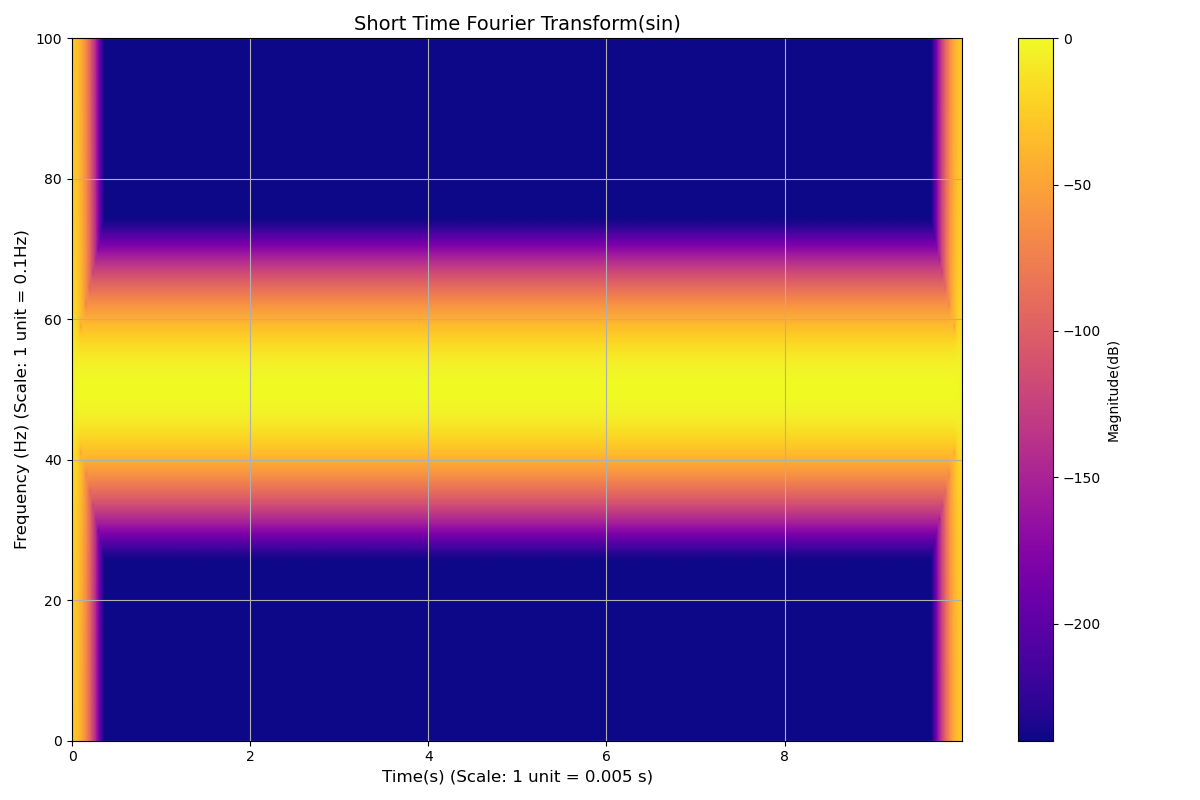 Short Time Fourier Transform(sin)
100
80
60
40
20
0
Frequency (Hz) (Scale: 1 unit = 0.1Hz)
0 2 4 6 8
Time(s) (Scale: 1 unit = 0.005 s)
0
−50
−100
−150
−200
Magnitude(dB)